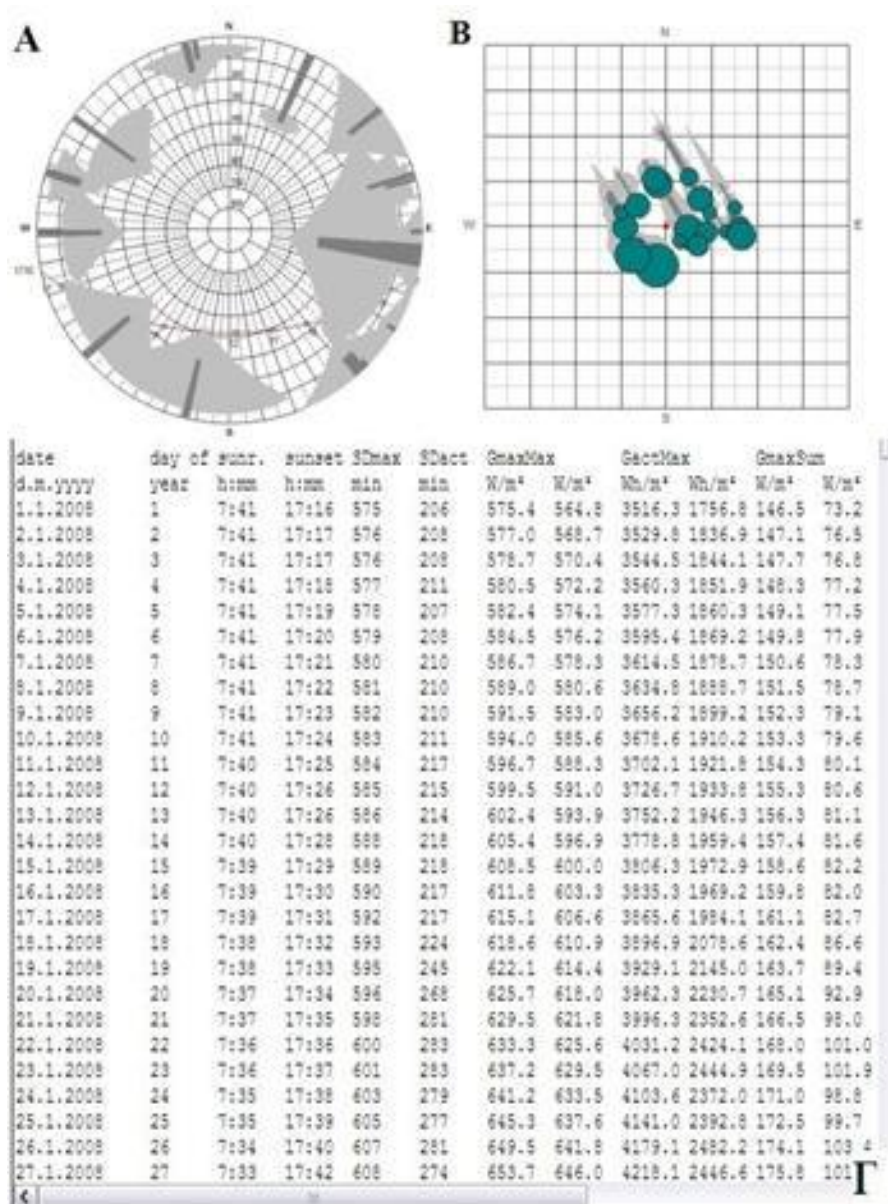 A
B
N
N
W
E
W
E
S
date day of sunr. sunset SDmax SDact GmaxMax GactMax GmaxSum
d.m.yyyy year h:mm h:mm min min W/m² W/m² Wh/m² Wh/m² W/m² W/m²
1.1.2008 1 7:41 17:16 575 206 575.4 564.8 3516.3 1756.8 146.5 73.2
2.1.2008 2 7:41 17:17 576 208 577.0 568.7 3529.8 1836.9 147.1 76.5
3.1.2008 3 7:41 17:17 576 208 578.7 570.4 3544.5 1844.1 147.7 76.8
4.1.2008 4 7:41 17:18 577 211 580.5 572.2 3560.3 1851.9 148.3 77.2
5.1.2008 5 7:41 17:19 578 207 582.4 574.1 3577.3 1860.3 149.1 77.5
6.1.2008 6 7:41 17:20 579 208 584.5 576.2 3595.4 1869.2 149.8 77.9
7.1.2008 7 7:41 17:21 580 210 586.7 578.3 3614.5 1878.7 150.6 78.3
8.1.2008 8 7:41 17:22 581 210 589.0 580.6 3634.8 1888.7 151.5 78.7
9.1.2008 9 7:41 17:23 582 210 591.5 583.0 3656.2 1899.2 152.3 79.1
10.1.2008 10 7:41 17:24 583 211 594.0 585.6 3678.6 1910.2 153.3 79.6
11.1.2008 11 7:40 17:25 584 217 596.7 588.3 3702.1 1921.8 154.3 80.1
12.1.2008 12 7:40 17:26 585 215 599.5 591.0 3726.7 1933.8 155.3 80.6
13.1.2008 13 7:40 17:26 586 214 602.4 593.9 3752.2 1946.3 156.3 81.1
14.1.2008 14 7:40 17:28 588 218 605.4 596.9 3778.8 1959.4 157.4 81.6
15.1.2008 15 7:39 17:29 589 218 608.5 600.0 3806.3 1972.9 158.6 82.2
16.1.2008 16 7:39 17:30 590 217 611.8 603.3 3835.3 1969.2 159.8 82.0
17.1.2008 17 7:39 17:31 592 217 615.1 606.6 3865.6 1984.1 161.1 82.7
18.1.2008 18 7:38 17:32 593 224 618.6 610.9 3896.9 2078.6 162.4 86.6
19.1.2008 19 7:38 17:33 595 245 622.1 614.4 3929.1 2145.0 163.7 89.4
20.1.2008 20 7:37 17:34 596 268 625.7 618.0 3962.3 2230.7 165.1 92.9
21.1.2008 21 7:37 17:35 598 281 629.5 621.8 3996.3 2352.6 166.5 98.0
22.1.2008 22 7:36 17:36 600 283 633.3 625.6 4031.2 2424.1 168.0 101.0
23.1.2008 23 7:36 17:37 601 283 637.2 629.5 4067.0 2444.9 169.5 101.9
24.1.2008 24 7:35 17:38 603 279 641.2 633.5 4103.6 2372.0 171.0 98.8
25.1.2008 25 7:35 17:39 605 277 645.3 637.6 4141.0 2392.8 172.5 99.7
26.1.2008 26 7:34 17:40 607 281 649.5 641.8 4179.1 2482.2 174.1 103.4
27.1.2008 27 7:33 17:42 608 274 653.7 646.0 4218.1 2446.6 175.8 101
Γ